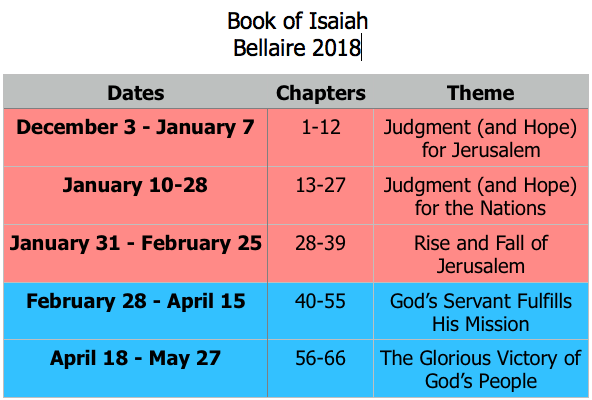 Book of Isaiah
Bellaire 2018
Dates Chapters Theme
December 3 - January 7 1-12 Judgment (and Hope)
for Jerusalem
January 10-28 13-27 Judgment (and Hope)
for the Nations
January 31 - February 25 28-39 Rise and Fall of
Jerusalem
February 28 - April 15 40-55 God’s Servant Fulfills
His Mission
April 18 - May 27 56-66 The Glorious Victory of
God’s People